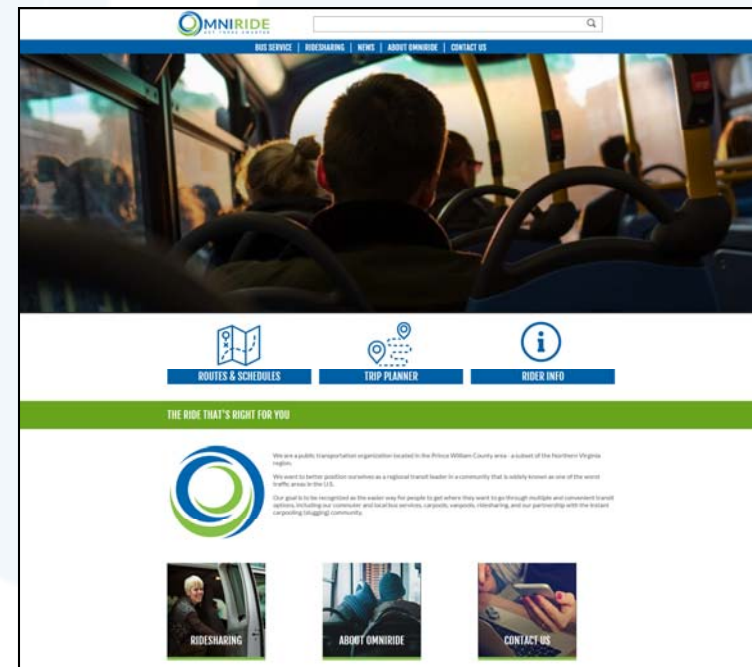 OMNIRIDE
GET THERE SMARTER
BUS SERVICE | RIDESHARING | NEWS | ABOUT OMNIRIDE | CONTACT US
ROUTES & SCHEDULES
TRIP PLANNER
RIDER INFO
THE RIDE THAT'S RIGHT FOR YOU
We are a public transportation organization located in the Prince William County area - a subset of the Northern Virginia
region.
We want to better position ourselves as a regional transit leader in a community that is widely known as one of the worst
traffic areas in the U.S.
Our goal is to be recognized as the easier way for people to get where they want to go through multiple and convenient transit
options, including our commuter and local bus services, carpools, vanpools, ridesharing, and our partnership with the instant
carpooling (slugging) community.
RIDESHARING
ABOUT OMNIRIDE
CONTACT US